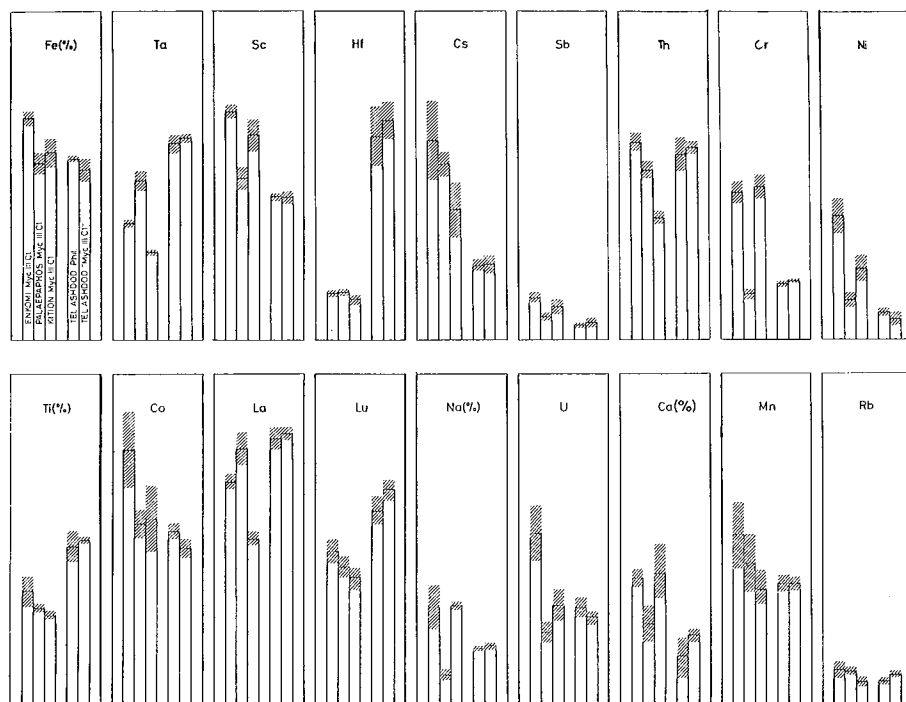 Fe(%)
Ta
Sc
Hf
Cs
Sb
Th
Cr
Ni
ENKOMI Myc III C1
PALAEPAPHOS Myc III C1
KITION Myc III C1
TEL ASHDOD Phil.
TEL ASHDOD "Myc III C1"
Ti(%)
Co
La
Lu
Na(%)
U
Ca(%)
Mn
Rb